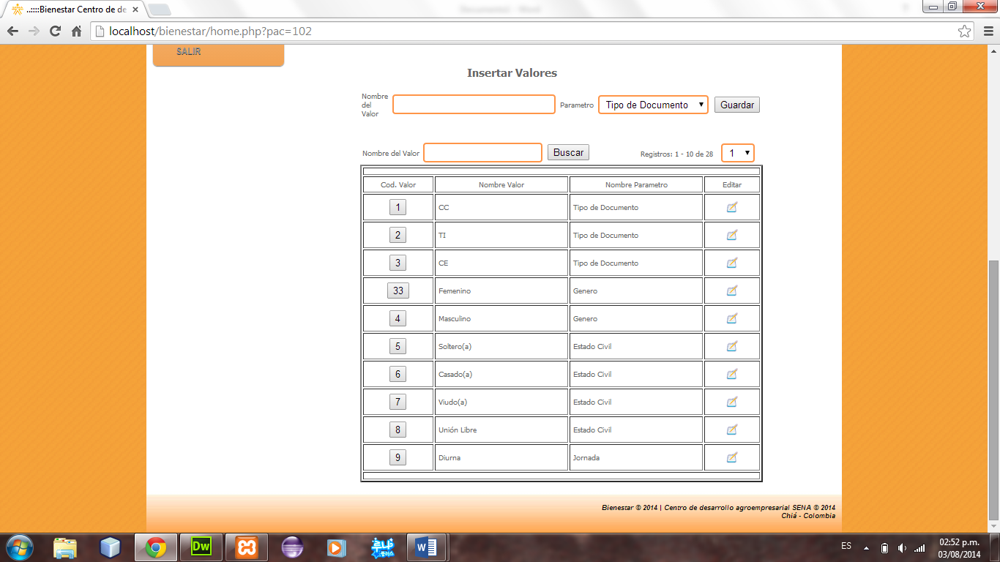 ..::::Bienestar Centro de de
localhost/bienestar/home.php?pac=102
SALIR
Insertar Valores
Nombre
del
Valor
Parametro
Tipo de Documento
Guardar
Nombre del Valor
Buscar
Registros: 1 - 10 de 28
1
Cod. Valor Nombre Valor Nombre Parametro Editar
1 CC Tipo de Documento
2 TI Tipo de Documento
3 CE Tipo de Documento
33 Femenino Genero
4 Masculino Genero
5 Soltero(a) Estado Civil
6 Casado(a) Estado Civil
7 Viudo(a) Estado Civil
8 Unión Libre Estado Civil
9 Diurna Jornada
Bienestar © 2014 | Centro de desarrollo agroempresarial SENA © 2014
Chiá - Colombia
Dw
W
ES
02:52 p.m.
03/08/2014